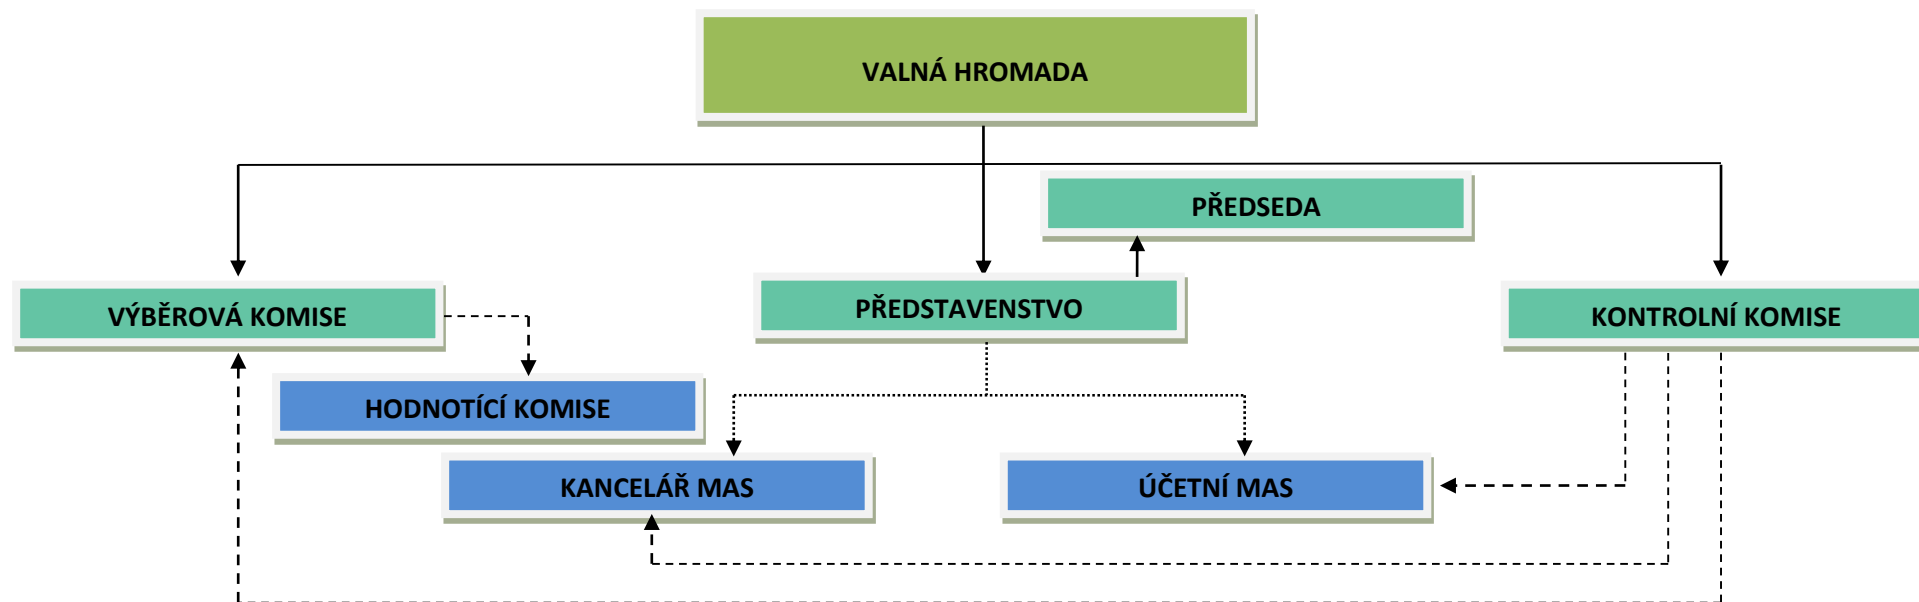 VALNÁ HROMADA
PŘEDSEDA
VÝBĚROVÁ KOMISE
PŘEDSTAVENSTVO
KONTROLNÍ KOMISE
HODNOTÍCÍ KOMISE
KANCELÁŘ MAS
ÚČETNÍ MAS